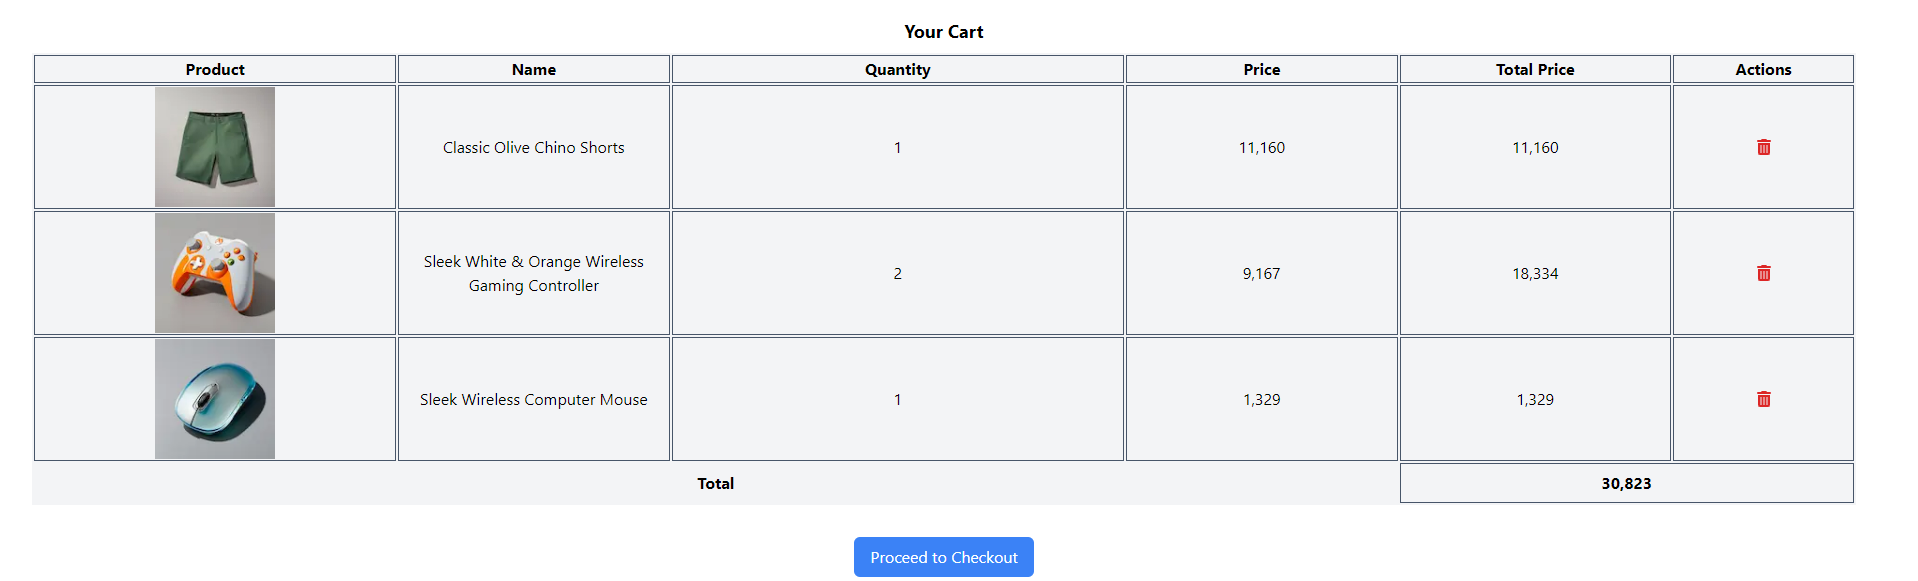 Your Cart
Product Name Quantity Price Total Price Actions
Classic Olive Chino Shorts 1 11,160 11,160
Sleek White & Orange Wireless
Gaming Controller 2 9,167 18,334
Sleek Wireless Computer Mouse 1 1,329 1,329
Total 30,823
Proceed to Checkout